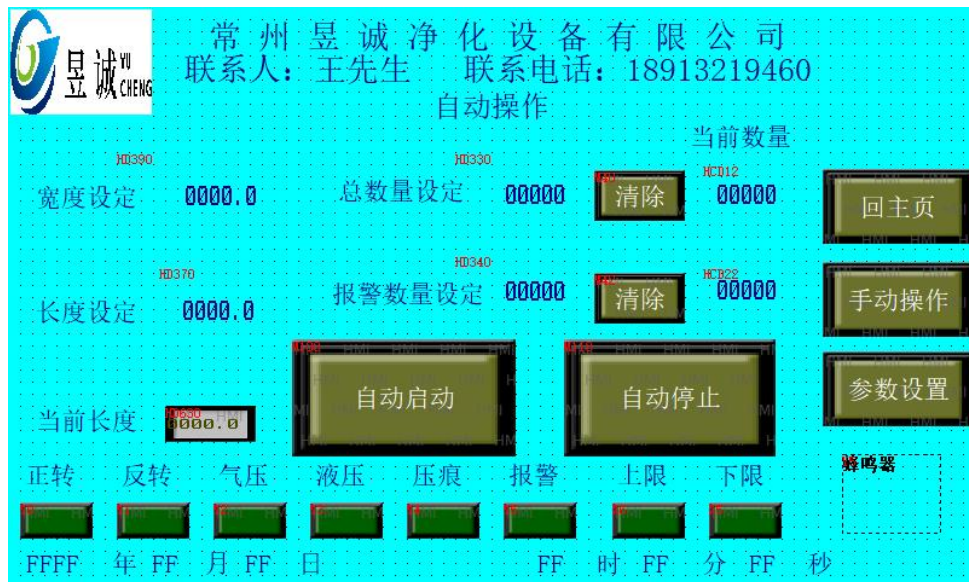 昱诚 YU CHENG
常州昱诚净化设备有限公司
联系人：王先生 联系电话：18913219460
自动操作
当前数量
HD390 HD330 HCD12
宽度设定 0000.0 总数量设定 00000 清除 00000 回主页
HD370 HD340 HCD22
长度设定 0000.0 报警数量设定 00000 清除 00000 手动操作
当前长度 0000.0 自动启动 自动停止 参数设置
正转 反转 气压 液压 压痕 报警 上限 下限 蜂鸣器
FFFF 年 FF 月 FF 日 FF 时 FF 分 FF 秒